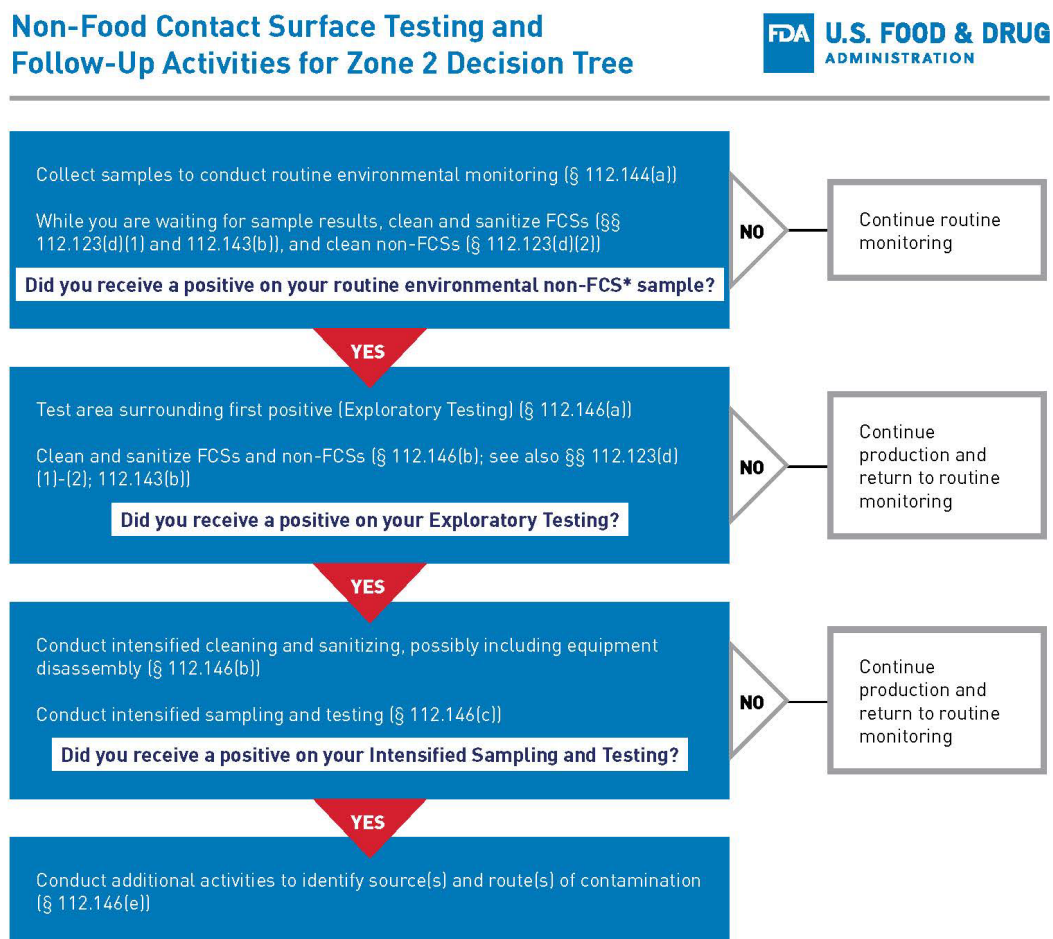 Non-Food Contact Surface Testing and
Follow-Up Activities for Zone 2 Decision Tree
FDA
U.S. FOOD & DRUG
ADMINISTRATION
Collect samples to conduct routine environmental monitoring (§ 112.144(a))
While you are waiting for sample results, clean and sanitize FCSs (§§
112.123(d)(1) and 112.143(b)), and clean non-FCSs (§ 112.123(d)(2))
Did you receive a positive on your routine environmental non-FCS* sample?
NO
Continue routine
monitoring
YES
Test area surrounding first positive (Exploratory Testing) (§ 112.146(a))
Clean and sanitize FCSs and non-FCSs (§ 112.146(b); see also §§ 112.123(d)
(1)-(2); 112.143(b))
Did you receive a positive on your Exploratory Testing?
NO
Continue
production and
return to routine
monitoring
YES
Conduct intensified cleaning and sanitizing, possibly including equipment
disassembly (§ 112.146(b))
Conduct intensified sampling and testing (§ 112.146(c))
Did you receive a positive on your Intensified Sampling and Testing?
NO
Continue
production and
return to routine
monitoring
YES
Conduct additional activities to identify source(s) and route(s) of contamination
(§ 112.146(e))